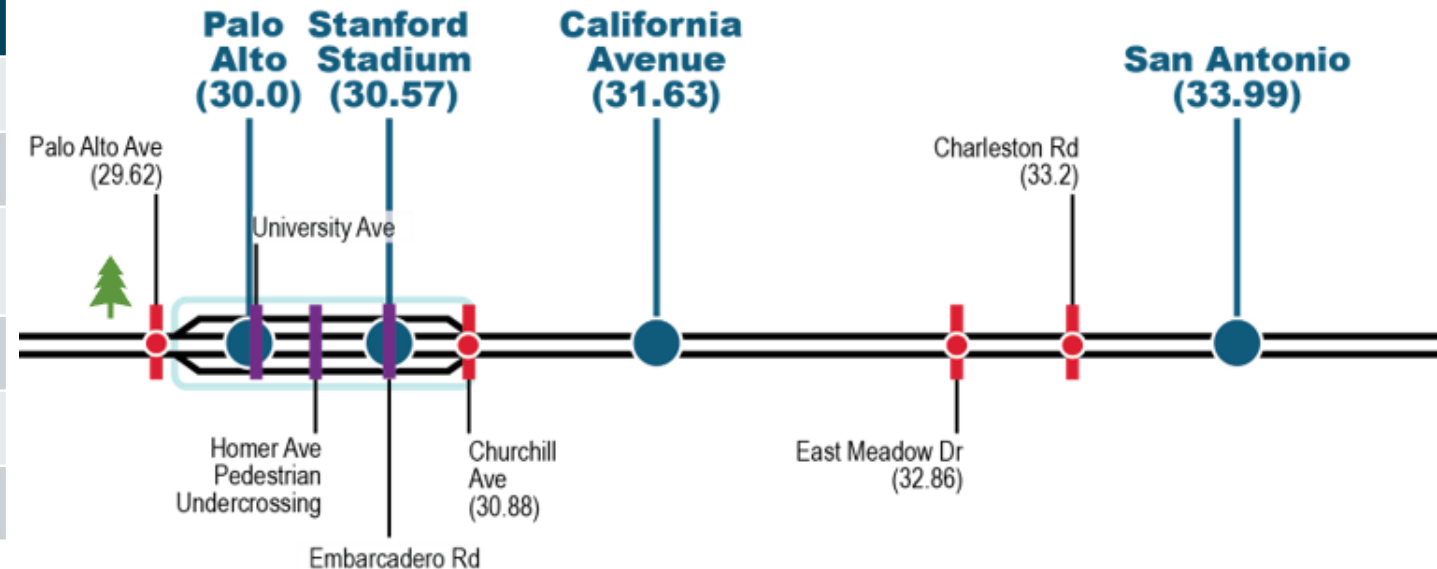 Palo
Alto
(30.0)
Stanford
Stadium
(30.57)
California
Avenue
(31.63)
San Antonio
(33.99)
Palo Alto Ave
(29.62)
University Ave
Charleston Rd
(33.2)
Homer Ave
Pedestrian
Undercrossing
Embarcadero Rd
Churchill
Ave
(30.88)
East Meadow Dr
(32.86)